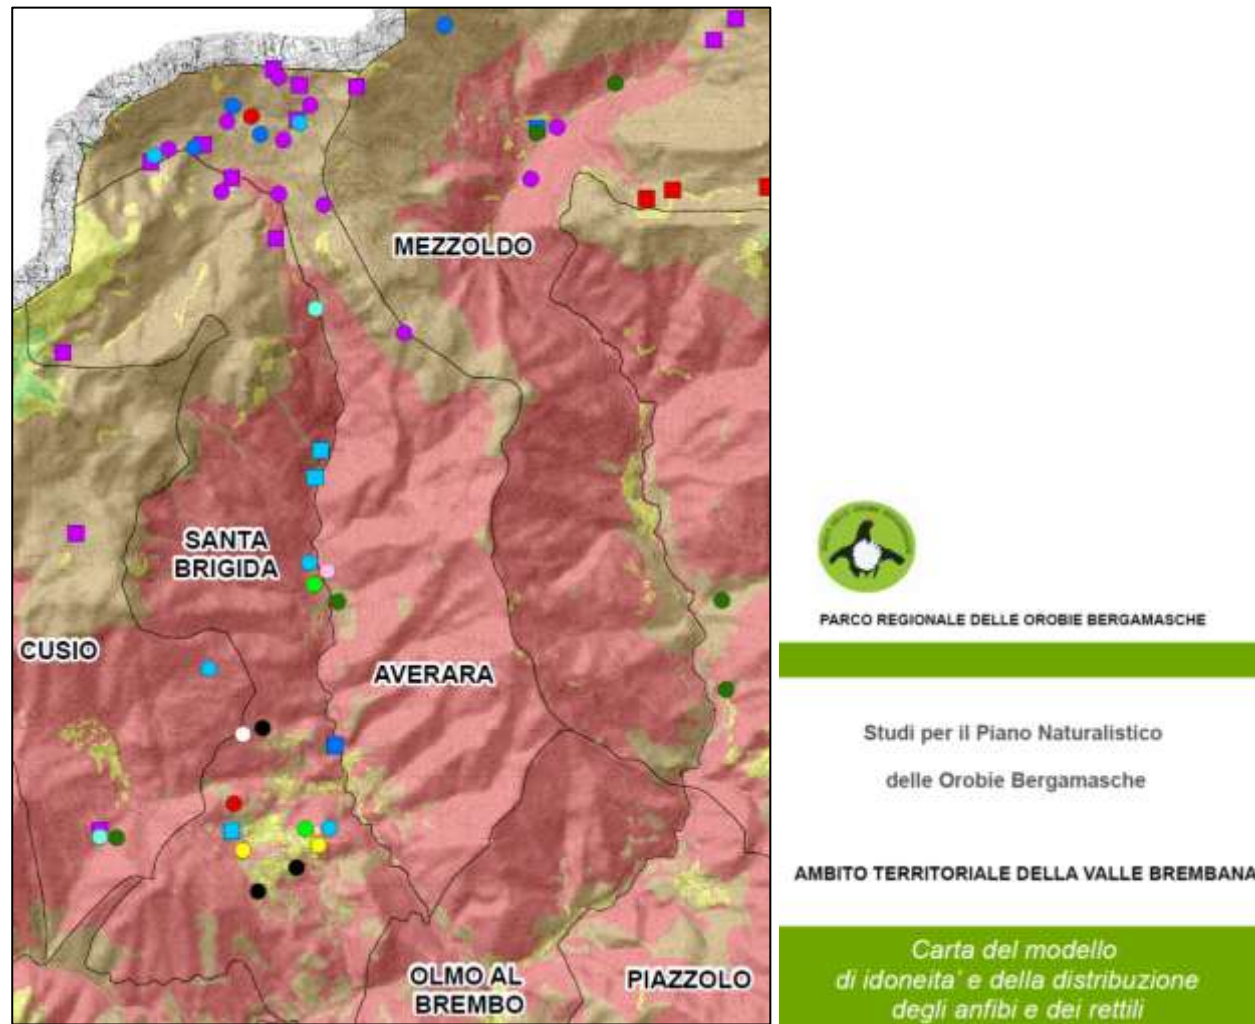 MEZZOLDO
SANTA
BRIGIDA
CUSIO
AVERARA
OLMO AL
BREMBO
PIAZZOLO
PARCO REGIONALE DELLE OROBIE BERGAMASCHE
Studi per il Piano Naturalistico
delle Orobie Bergamasche
AMBITO TERRITORIALE DELLA VALLE BREMBANA
Carta del modello
di idoneita' e della distribuzione
degli anfibi e dei rettili